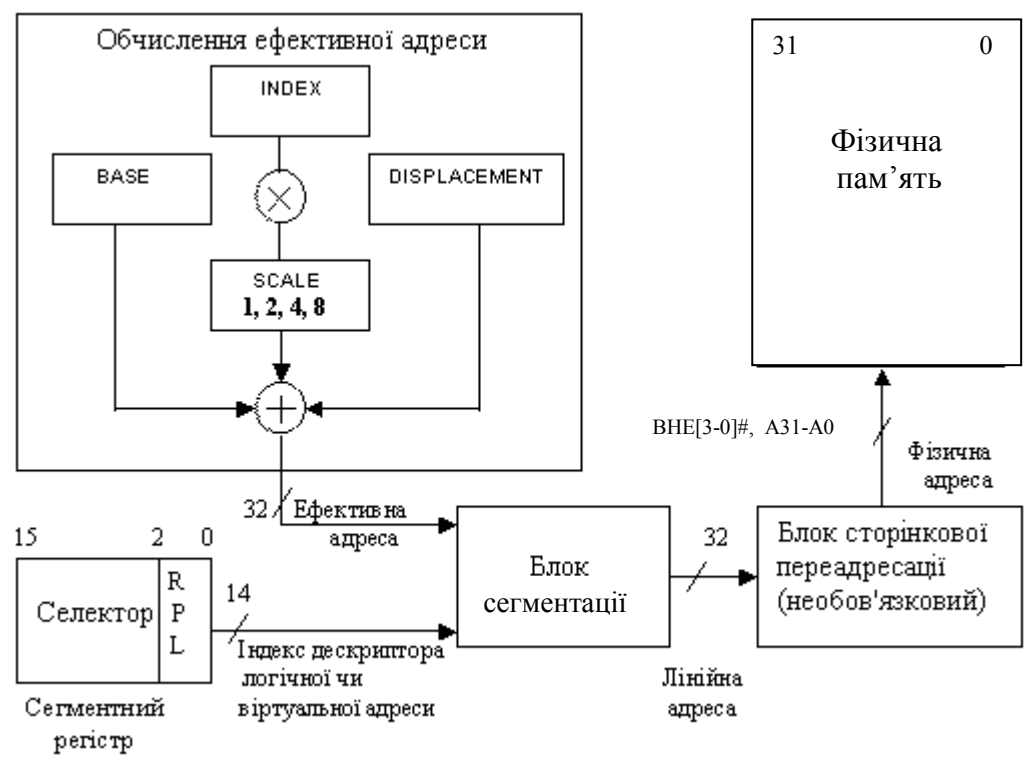 Обчислення ефективної адреси
INDEX
BASE
DISPLACEMENT
SCALE
1, 2, 4, 8
31 0
Фізична
пам’ять
BHE[3-0]#, A31-A0
Фізична
адреса
32
Ефективна
адреса
15 2 0
Селектор
R
P
L
14
Індекс дескриптора
логічної чи
віртуальної адреси
Сегментний
регістр
Блок
сегментації
32
Лінійна
адреса
Блок сторінкової
переадресації
(необов'язковий)